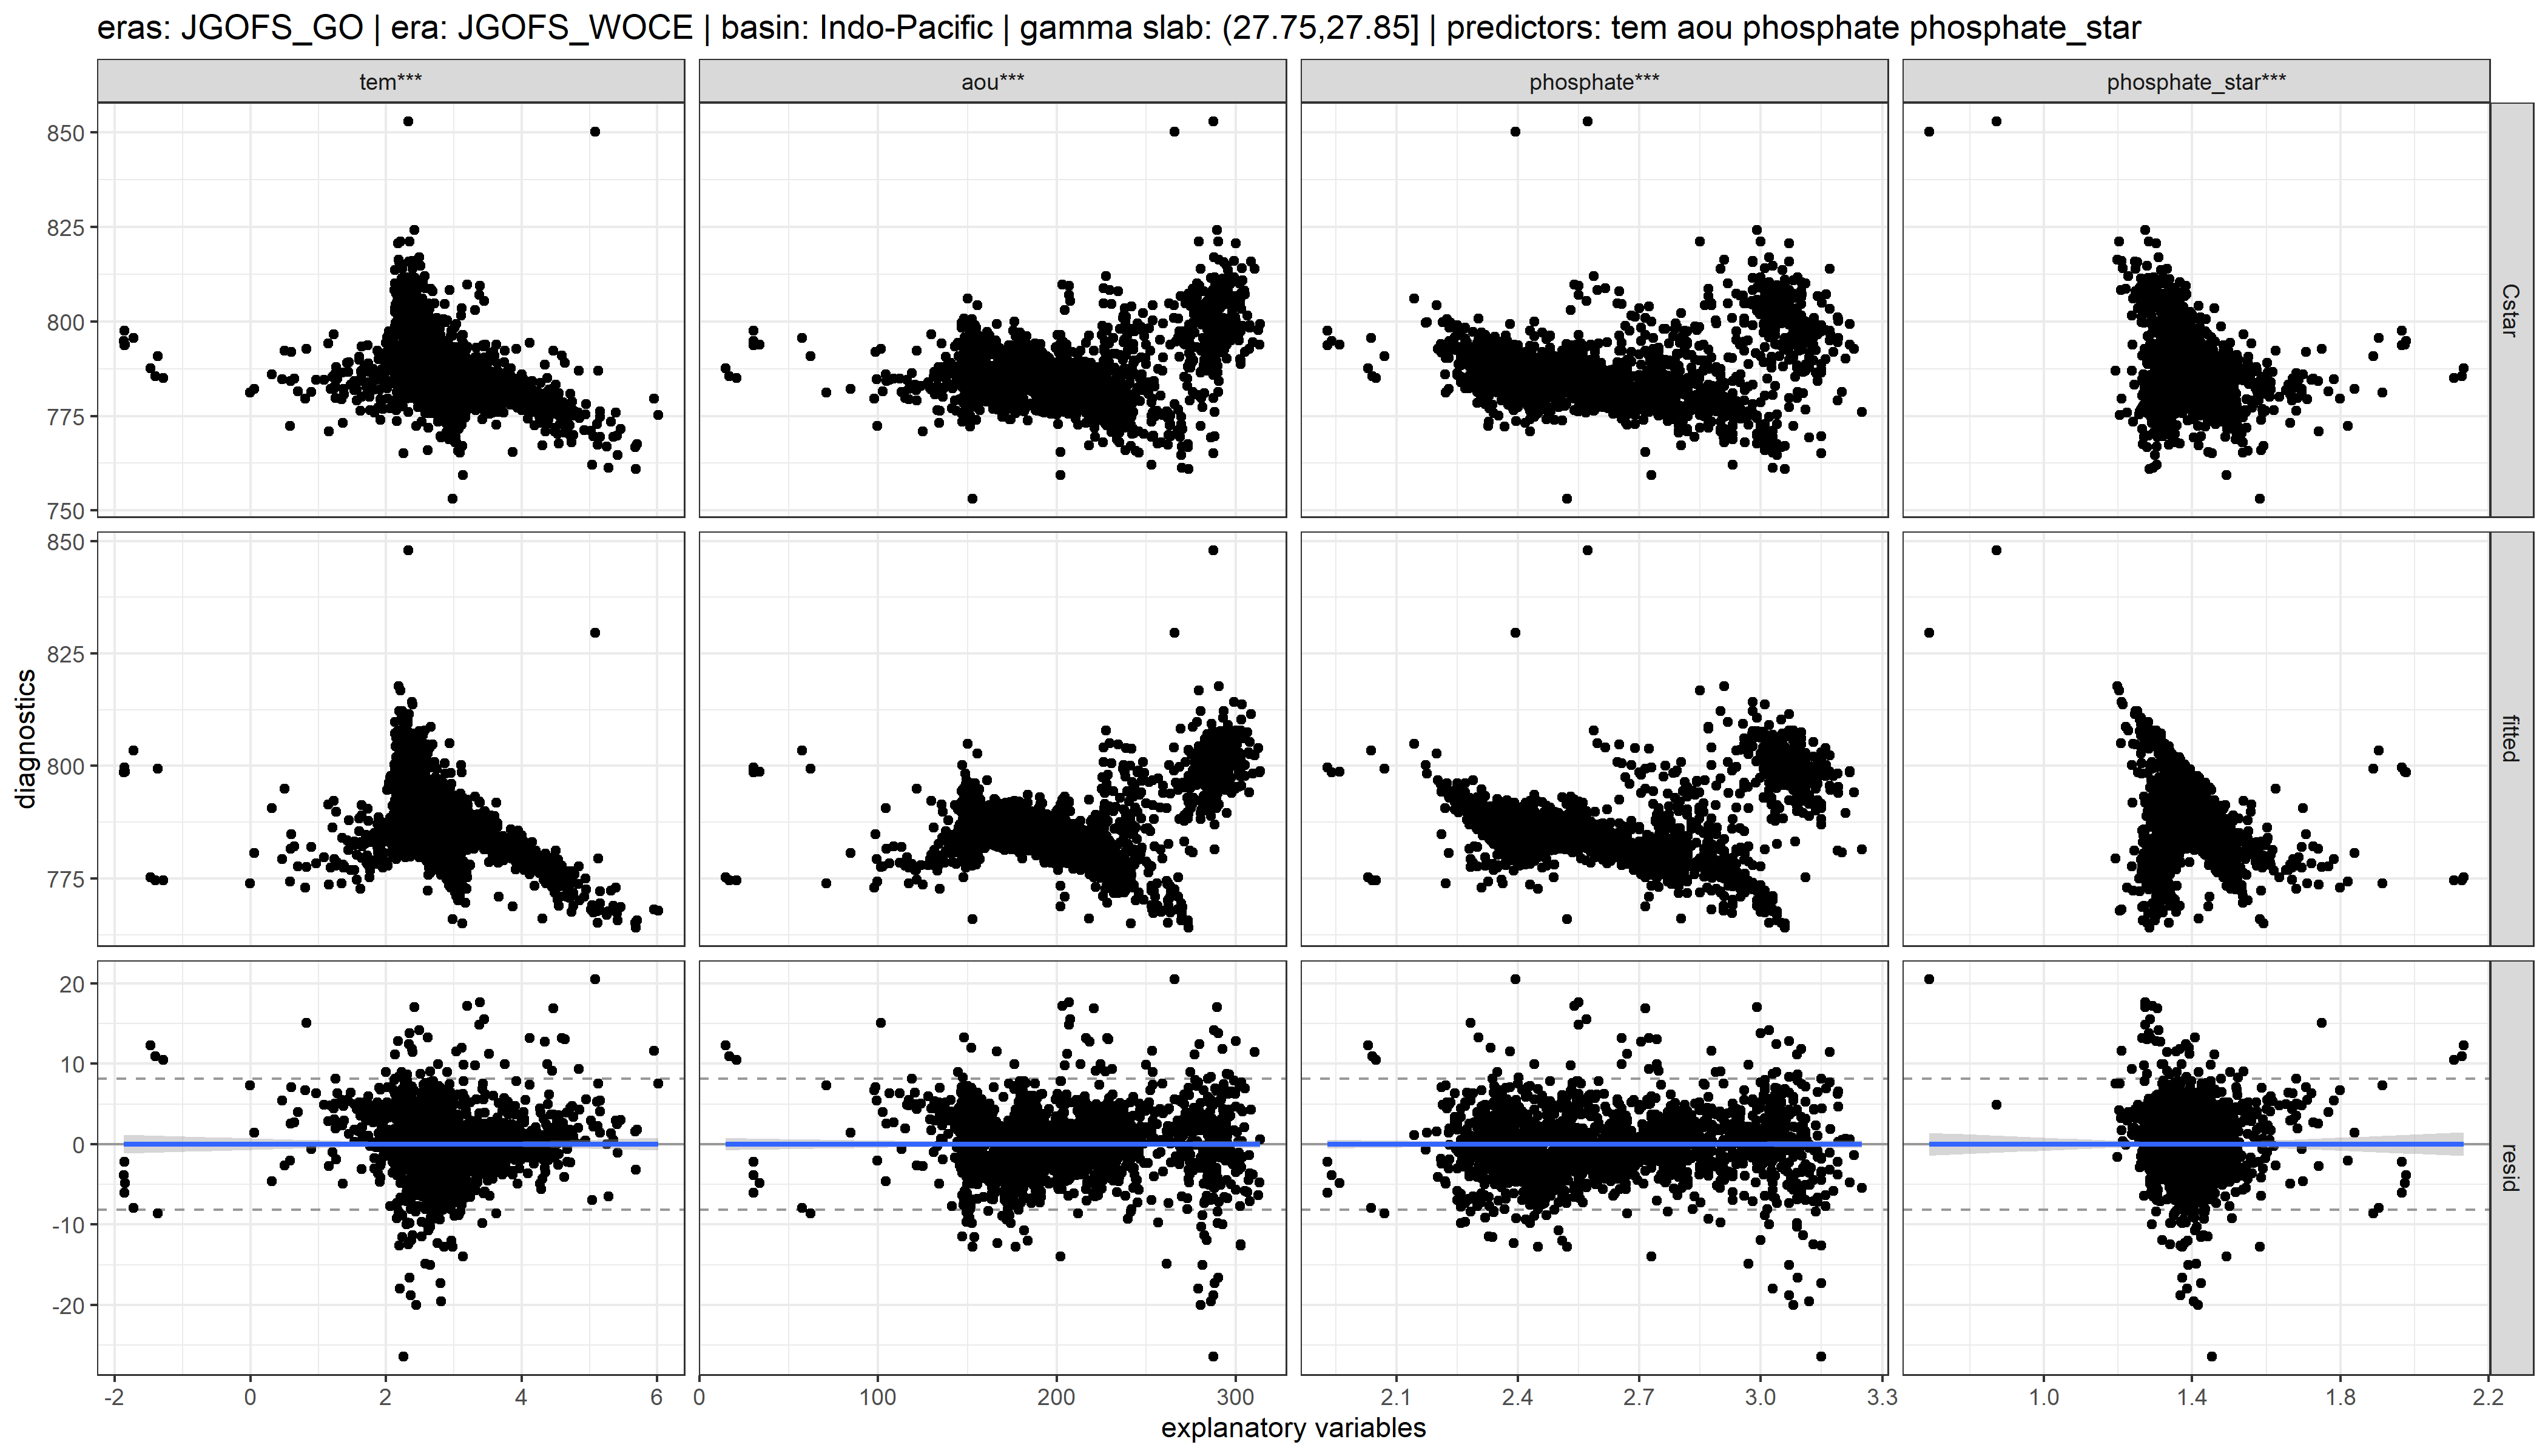 eras: JGOFS_GO | era: JGOFS_WOCE | basin: Indo-Pacific | gamma slab: (27.75,27.85] | predictors: tem aou phosphate phosphate_star
tem*** aou*** phosphate*** phosphate_star***
850
825
800
775
750
Cstar
850
825
800
775
fitted
diagnostics
20
10
0
-10
-20
resid
-2 0 2 4 6 0 100 200 300 2.1 2.4 2.7 3.0 3.3 1.0 1.4 1.8 2.2
explanatory variables